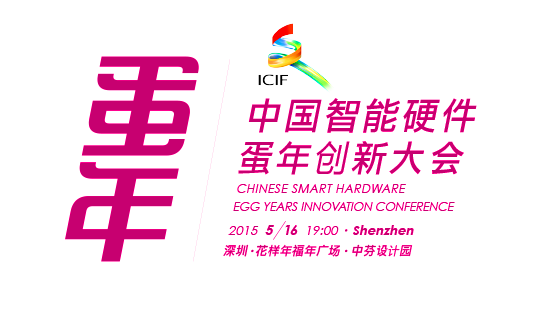 蛋年
ICIF
中国智能硬件
蛋年创新大会
CHINESE SMART HARDWARE
EGG YEARS INNOVATION CONFERENCE
2015 5/16 19:00 · Shenzhen
深圳·花样年福年广场·中芬设计园